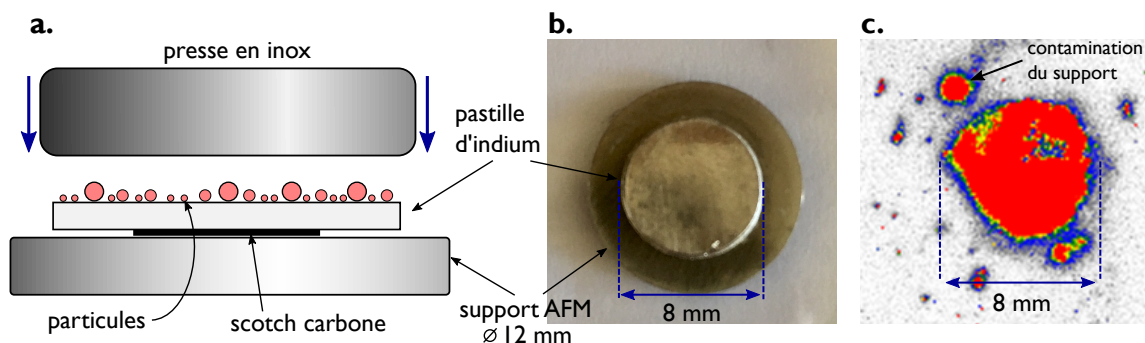 a.
presse en inox
pastille
d'indium
particules
scotch carbone
support AFM
⌀ 12 mm
b.
8 mm
c.
contamination
du support
8 mm